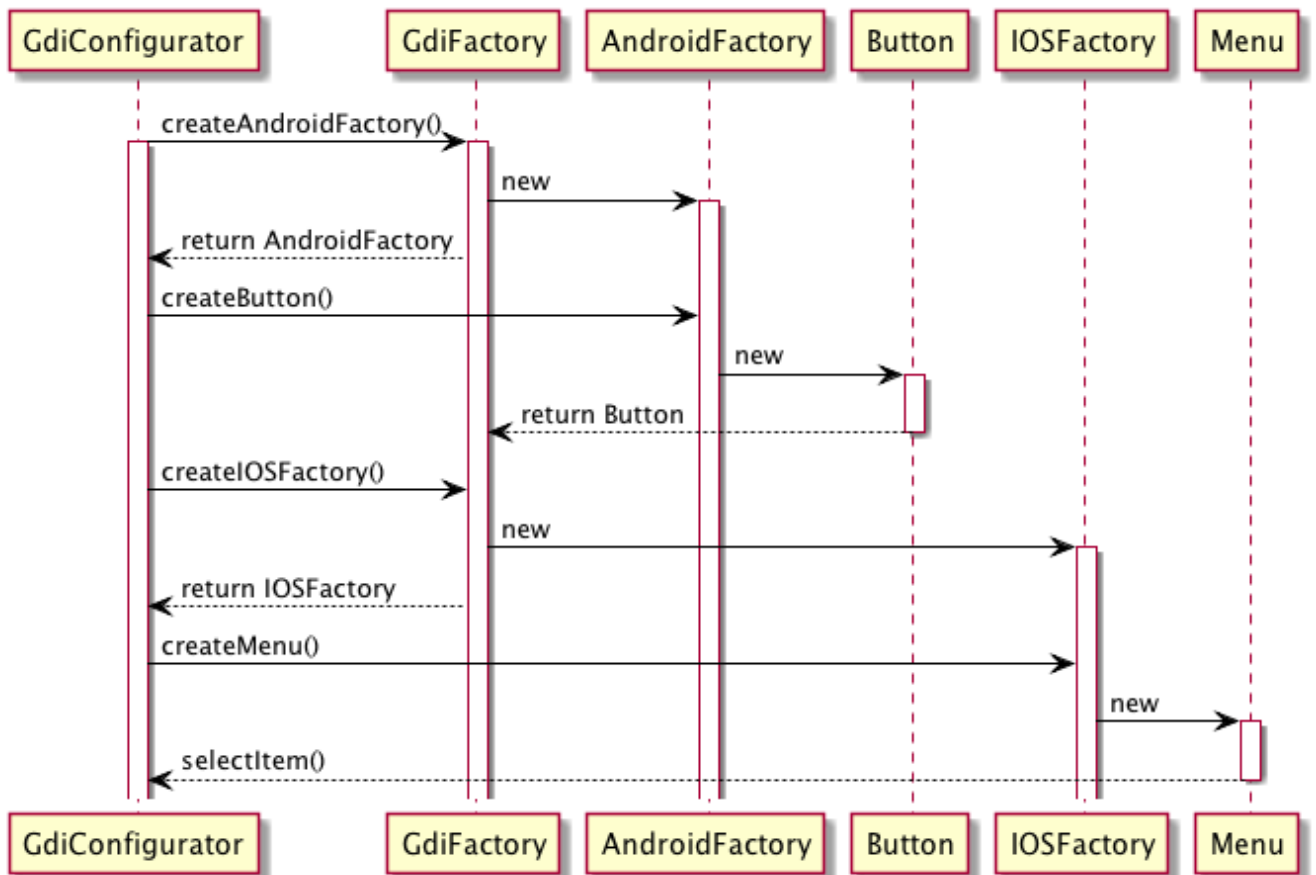 GdiConfigurator GdiFactory AndroidFactory Button IOSFactory Menu
createAndroidFactory()
new
return AndroidFactory
createButton()
new
return Button
createIOSFactory()
new
return IOSFactory
createMenu()
new
selectItem()
GdiConfigurator GdiFactory AndroidFactory Button IOSFactory Menu